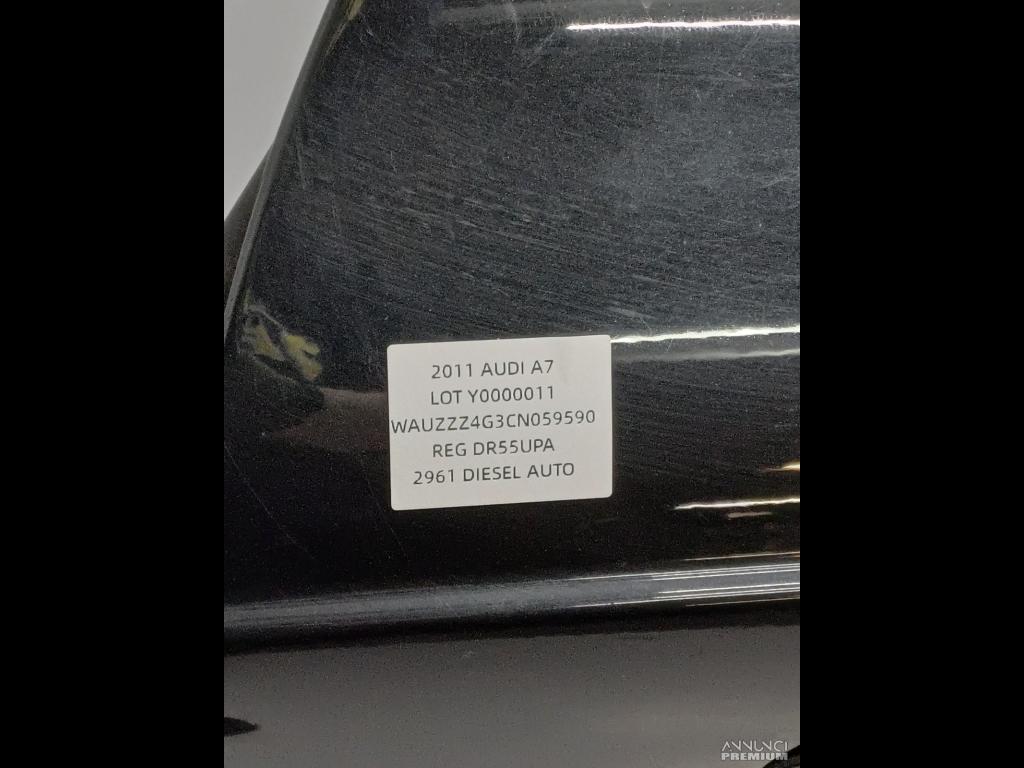 2011 AUDI A7
LOT Y0000011
WAUZZZ4G3CN059590
REG DR55UPA
2961 DIESEL AUTO
ANNUNCI
PREMIUM